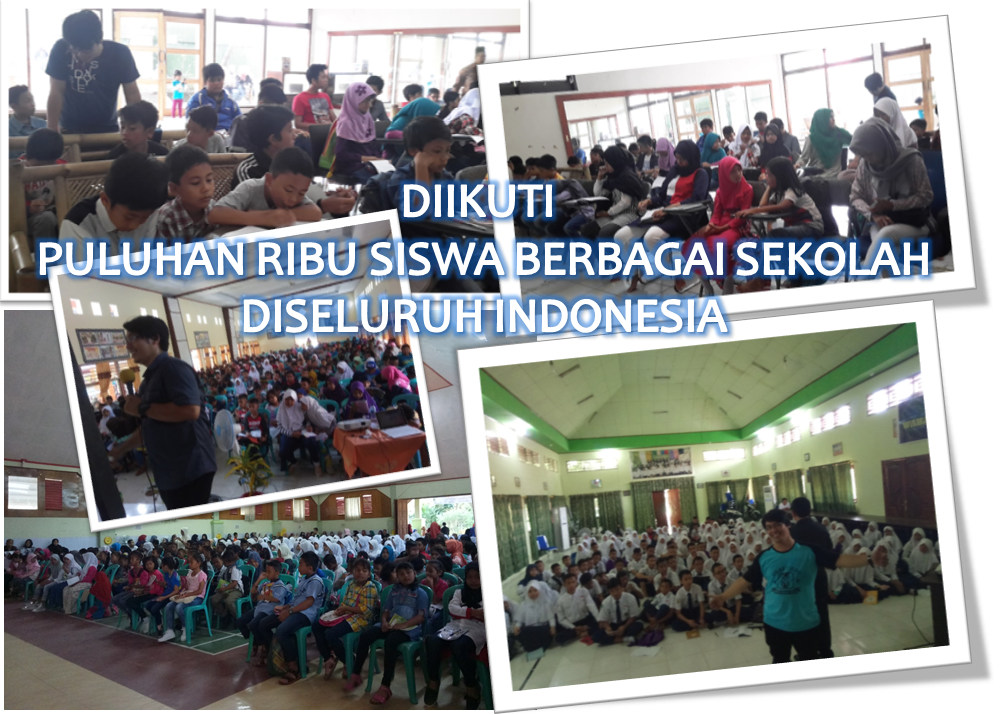 DIIKUTI
PULUHAN RIBU SISWA BERBAGAI SEKOLAH
DISELURUH INDONESIA